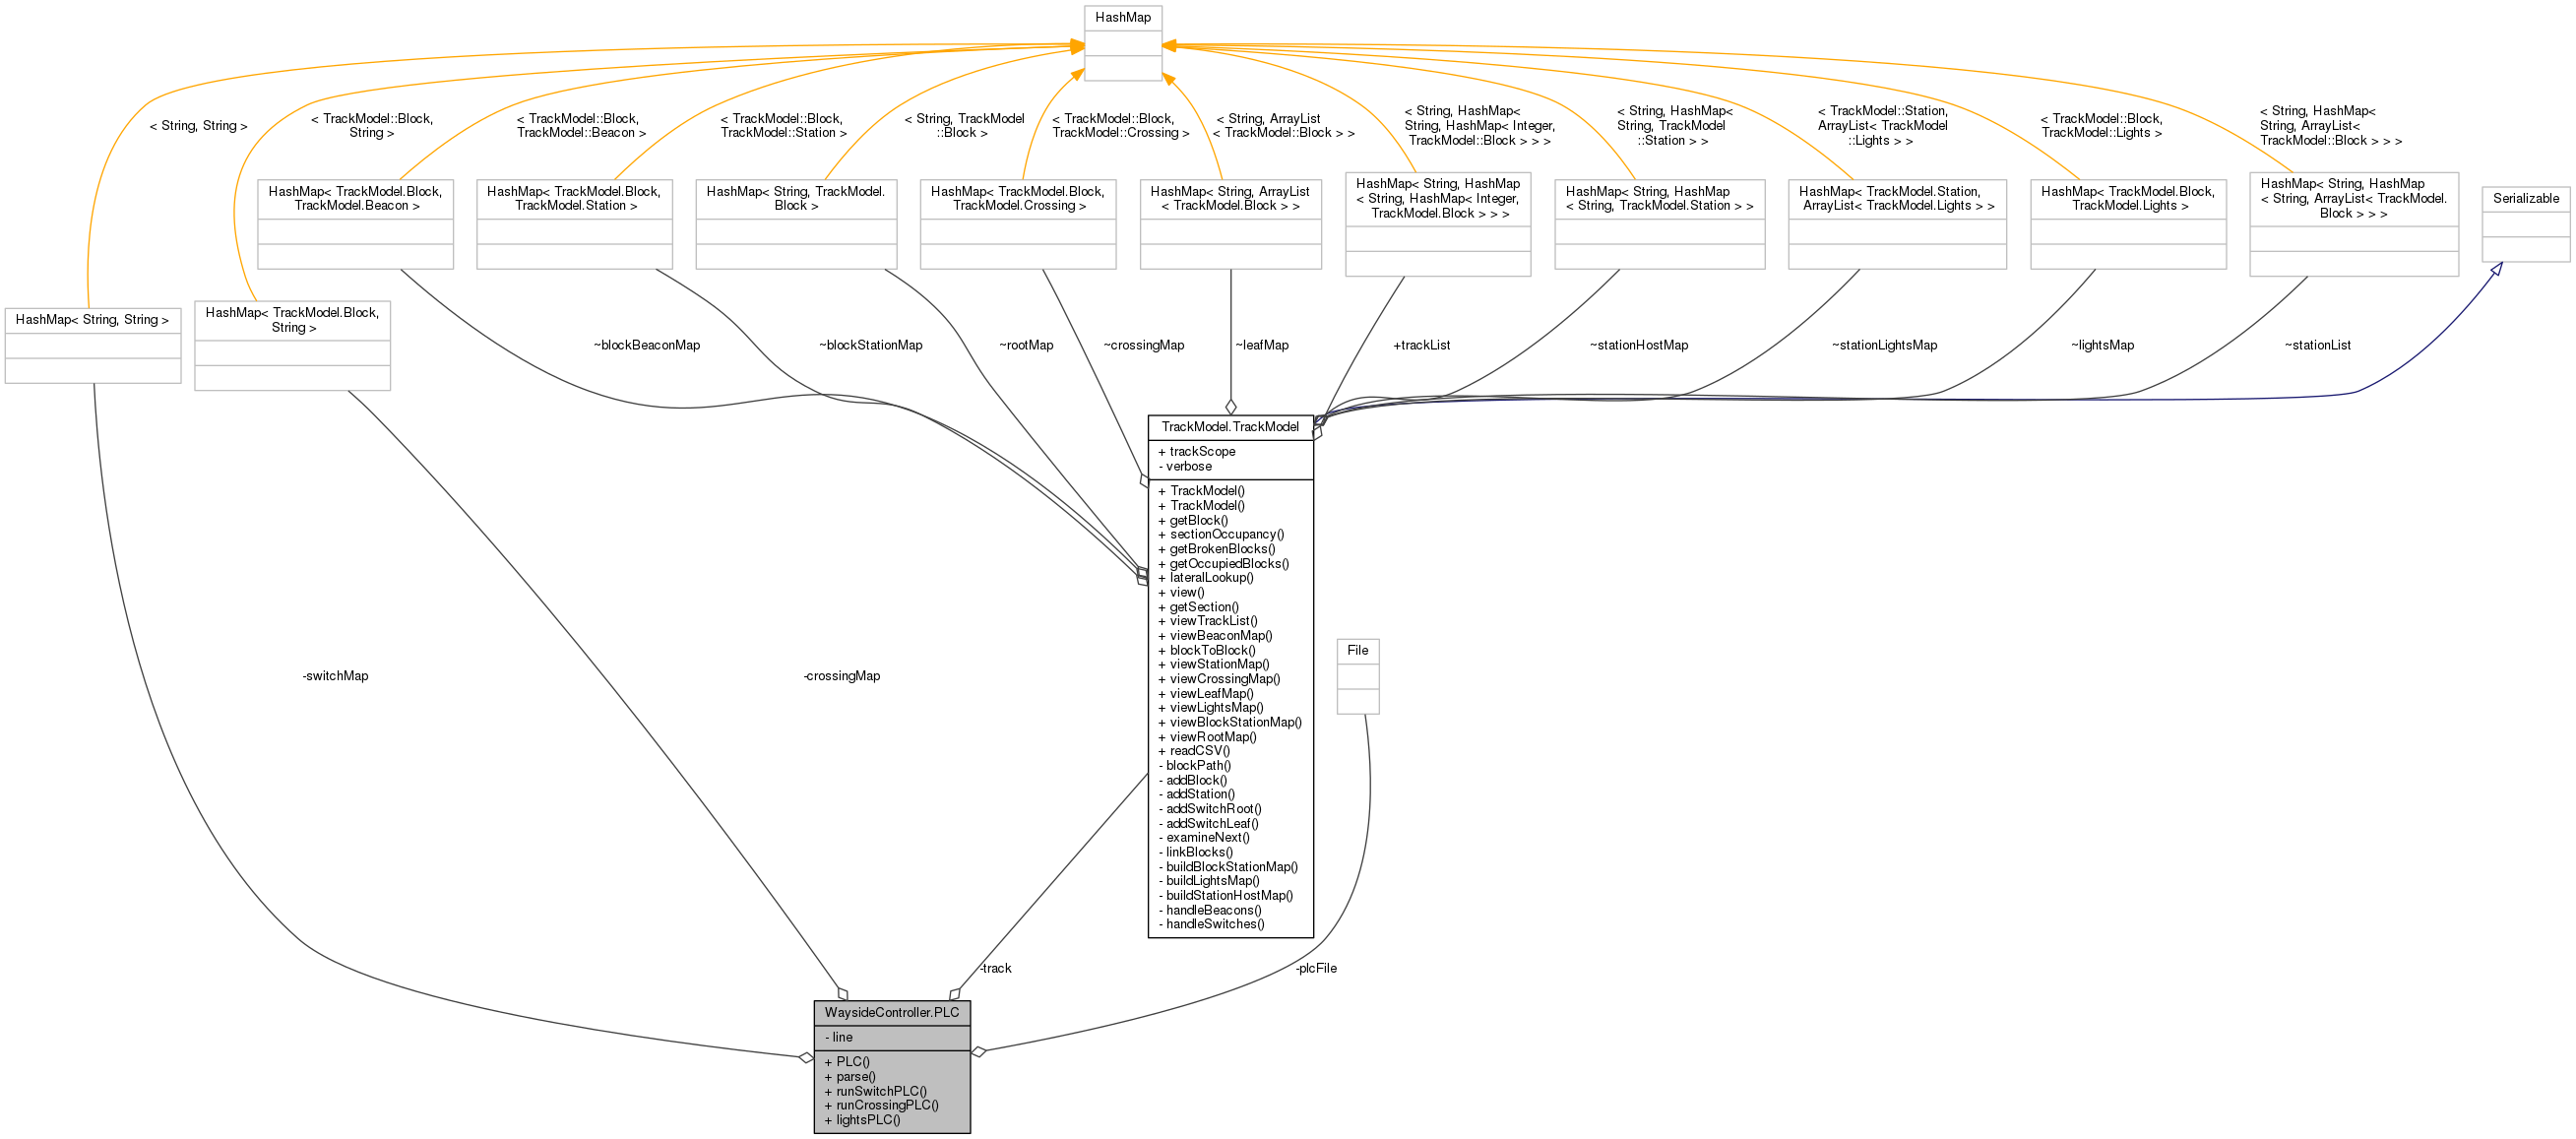 HashMap
< String, String >
< TrackModel::Block,
String >
< TrackModel::Block,
TrackModel::Beacon >
< TrackModel::Block,
TrackModel::Station >
< String, TrackModel
::Block >
< TrackModel::Block,
TrackModel::Crossing >
< String, ArrayList
< TrackModel::Block > >
< String, HashMap<
String, HashMap< Integer,
TrackModel::Block > > >
< String, HashMap<
String, TrackModel
::Station > >
< TrackModel::Station,
ArrayList< TrackModel
::Lights > >
< TrackModel::Block,
TrackModel::Lights >
< String, HashMap<
String, ArrayList<
TrackModel::Block > > >
HashMap< TrackModel.Block,
TrackModel.Beacon >
HashMap< TrackModel.Block,
TrackModel.Station >
HashMap< String, TrackModel.
Block >
HashMap< TrackModel.Block,
TrackModel.Crossing >
HashMap< String, ArrayList
< TrackModel.Block > >
HashMap< String, HashMap
< String, HashMap< Integer,
TrackModel.Block > > >
HashMap< String, HashMap
< String, TrackModel.Station > >
HashMap< TrackModel.Station,
ArrayList< TrackModel.Lights > >
HashMap< TrackModel.Block,
TrackModel.Lights >
HashMap< String, HashMap
< String, ArrayList< TrackModel.
Block > > >
Serializable
HashMap< String, String >
HashMap< TrackModel.Block,
String >
~blockBeaconMap
~blockStationMap
~rootMap
~crossingMap
~leafMap
+trackList
~stationHostMap
~stationLightsMap
~lightsMap
~stationList
TrackModel.TrackModel
+ trackScope
- verbose
+ TrackModel()
+ TrackModel()
+ getBlock()
+ sectionOccupancy()
+ getBrokenBlocks()
+ getOccupiedBlocks()
+ lateralLookup()
+ view()
+ getSection()
+ viewTrackList()
+ viewBeaconMap()
+ blockToBlock()
+ viewStationMap()
+ viewCrossingMap()
+ viewLeafMap()
+ viewLightsMap()
+ viewBlockStationMap()
+ viewRootMap()
+ readCSV()
- blockPath()
- addBlock()
- addStation()
- addSwitchRoot()
- addSwitchLeaf()
- examineNext()
- linkBlocks()
- buildBlockStationMap()
- buildLightsMap()
- buildStationHostMap()
- handleBeacons()
- handleSwitches()
File
-switchMap
-crossingMap
-track
-plcFile
WaysideController.PLC
- line
+ PLC()
+ parse()
+ runSwitchPLC()
+ runCrossingPLC()
+ lightsPLC()